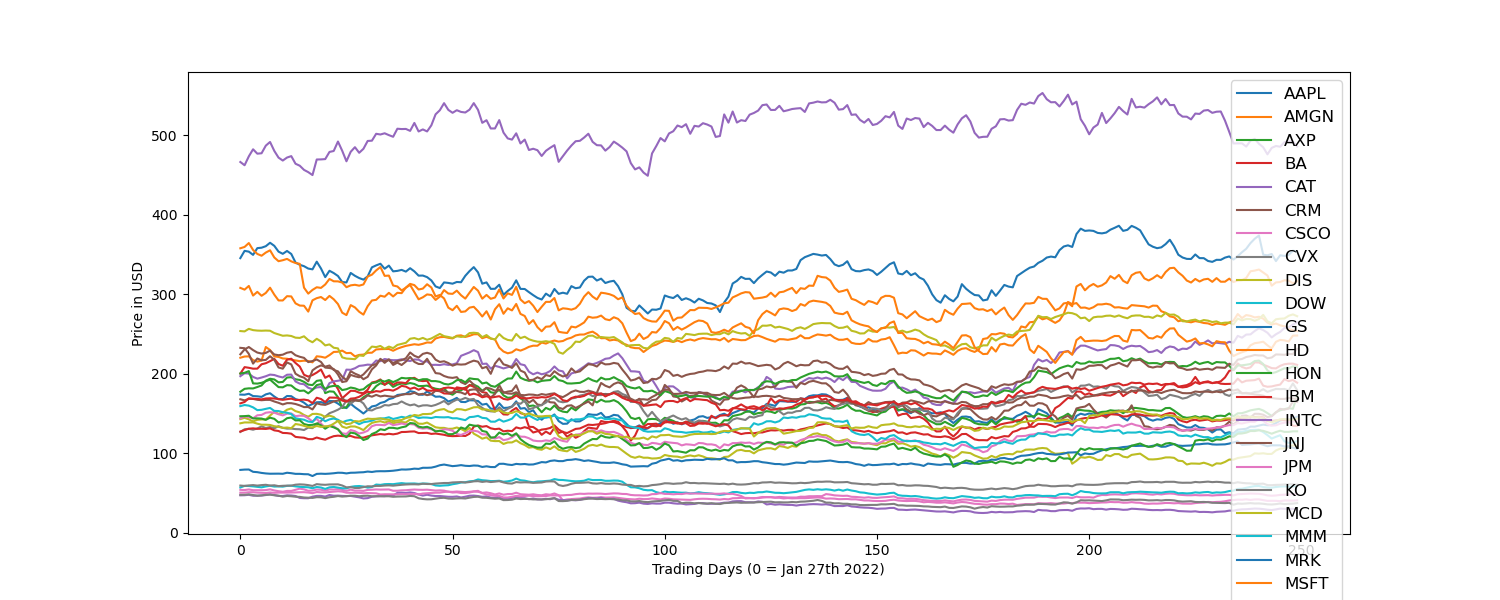 500
400
300
200
100
0
Price in USD
0
50
100
150
200
250
Trading Days (0 = Jan 27th 2022)
AAPL
AMGN
AXP
BA
CAT
CRM
CSCO
CVX
DIS
DOW
GS
HD
HON
IBM
INTC
JNJ
JPM
KO
MCD
MMM
MRK
MSFT